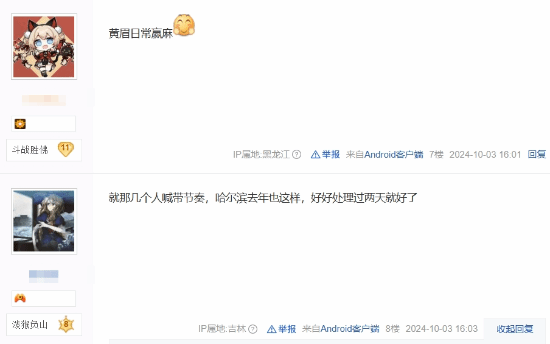 黄眉日常赢麻
斗战胜佛 11
IP属地:黑龙江 举报 来自Android客户端 7楼 2024-10-03 16:01 回复
就那几个人喊带节奏，哈尔滨去年也这样，好好处理过两天就好了
泼猴负山 8
IP属地:吉林 举报 来自Android客户端 8楼 2024-10-03 16:03 收起回复